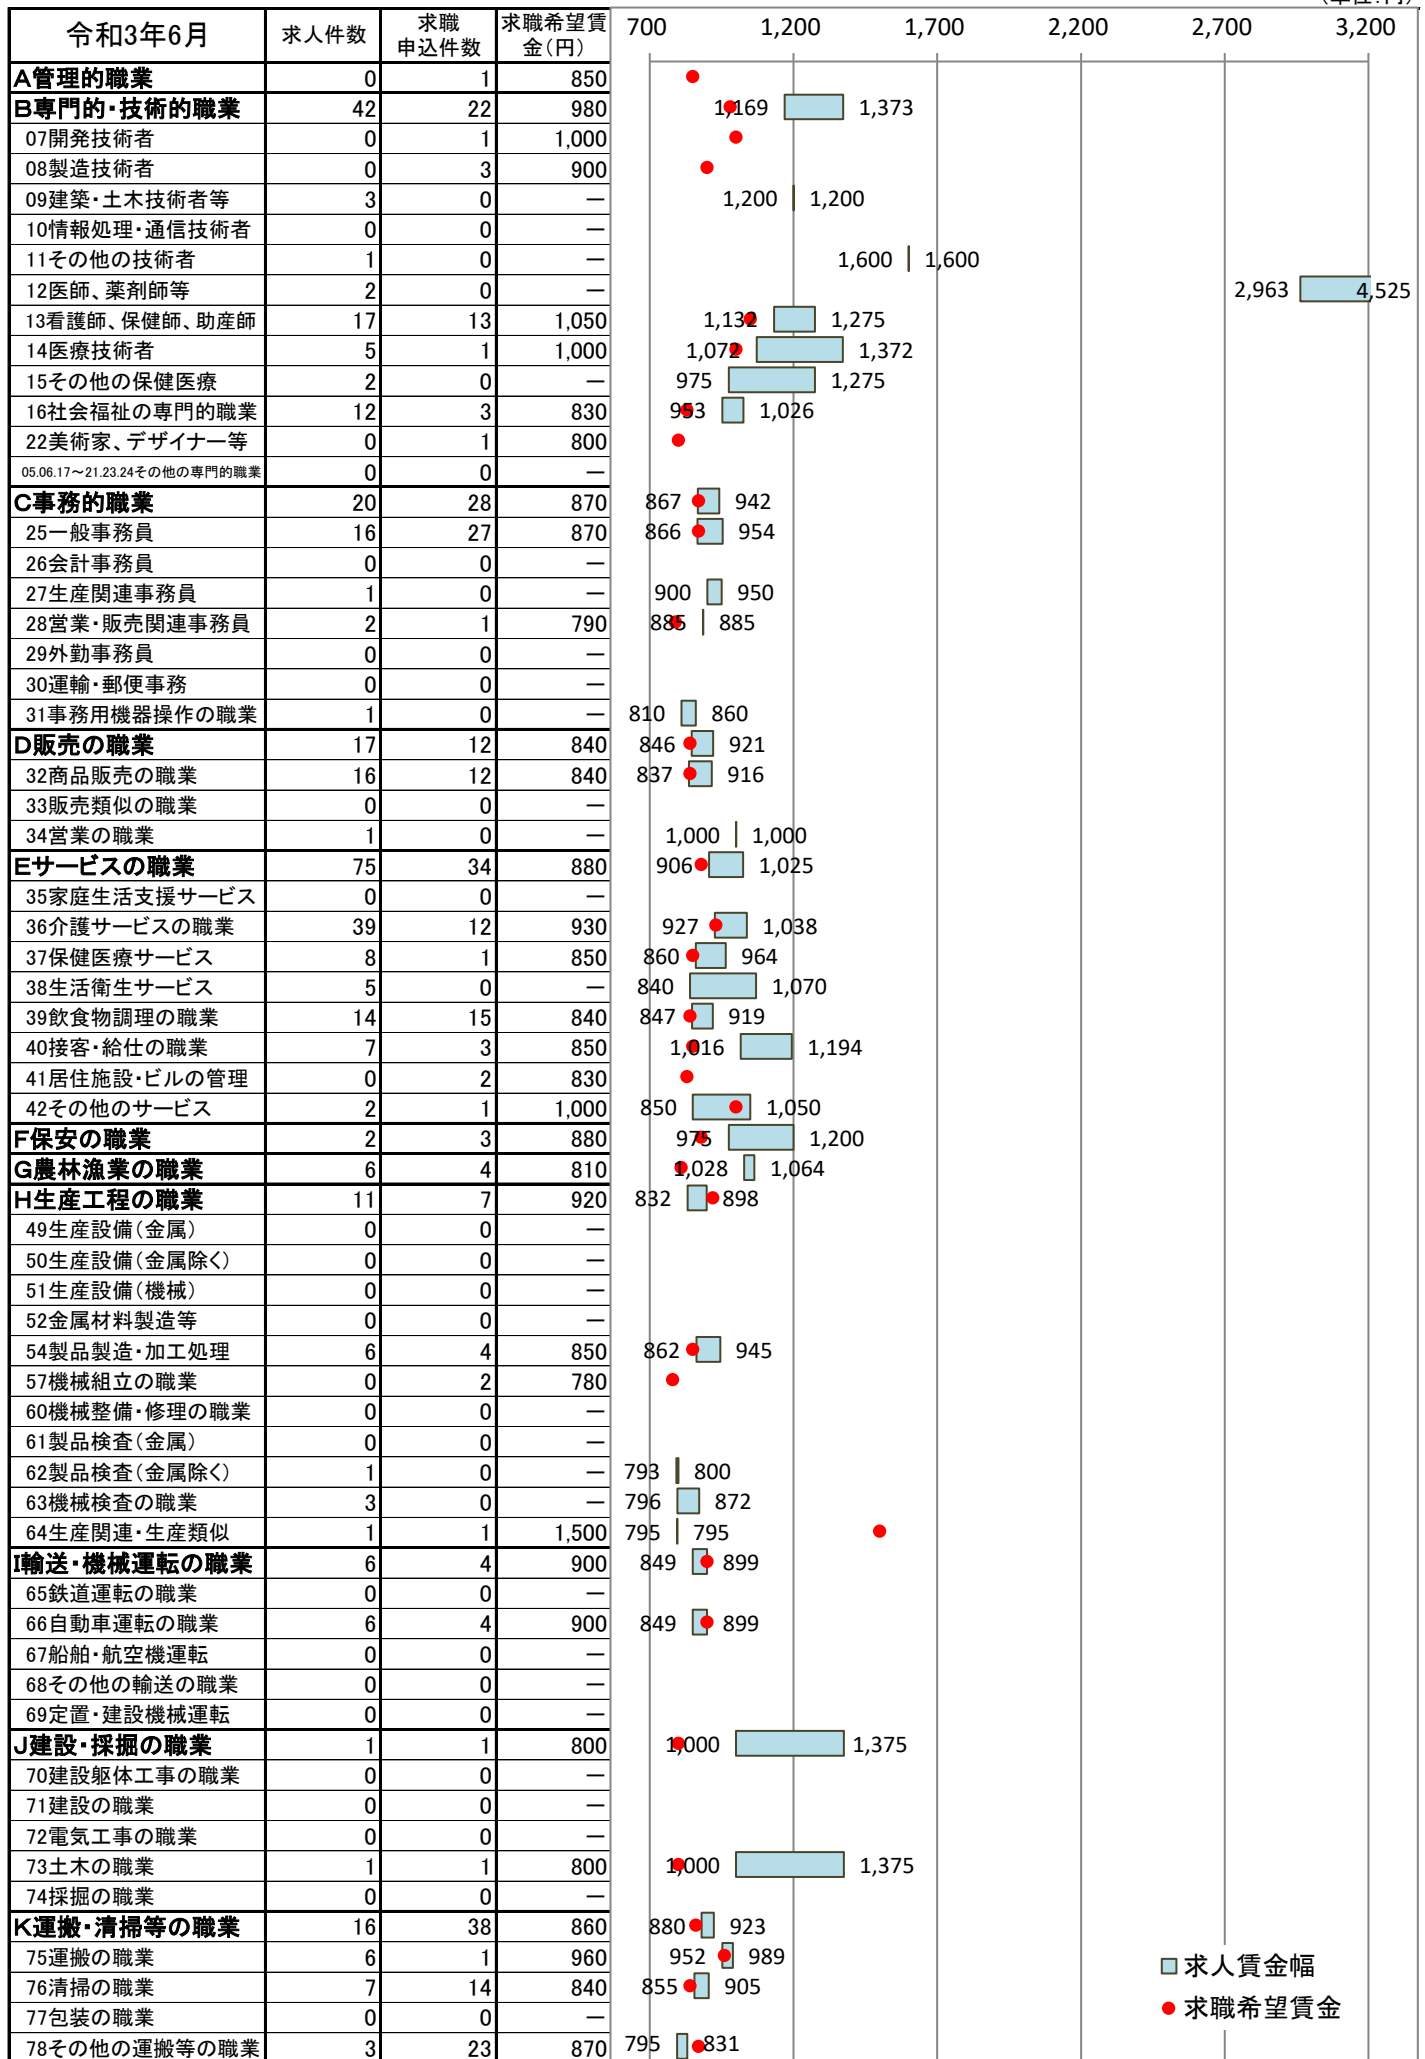 (単位:円)
令和3年6月 求人件数 求職申込件数 求職希望賃金(円) 700 1,200 1,700 2,200 2,700 3,200
A管理的職業 0 1 850
B専門的・技術的職業 42 22 980 1,169 1,373
07開発技術者 0 1 1,000
08製造技術者 0 3 900
09建築・土木技術者等 3 0 ― 1,200 1,200
10情報処理・通信技術者 0 0 ―
11その他の技術者 1 0 ― 1,600 1,600
12医師、薬剤師等 2 0 ― 2,963 4,525
13看護師、保健師、助産師 17 13 1,050 1,132 1,275
14医療技術者 5 1 1,000 1,072 1,372
15その他の保健医療 2 0 ― 975 1,275
16社会福祉の専門的職業 12 3 830 953 1,026
22美術家、デザイナー等 0 1 800
05.06.17～21.23.24その他の専門的職業 0 0 ―
C事務的職業 20 28 870 867 942
25一般事務員 16 27 870 866 954
26会計事務員 0 0 ―
27生産関連事務員 1 0 ― 900 950
28営業・販売関連事務員 2 1 790 885 885
29外勤事務員 0 0 ―
30運輸・郵便事務 0 0 ―
31事務用機器操作の職業 1 0 ― 810 860
D販売の職業 17 12 840 846 921
32商品販売の職業 16 12 840 837 916
33販売類似の職業 0 0 ―
34営業の職業 1 0 ― 1,000 1,000
Eサービスの職業 75 34 880 906 1,025
35家庭生活支援サービス 0 0 ―
36介護サービスの職業 39 12 930 927 1,038
37保健医療サービス 8 1 850 860 964
38生活衛生サービス 5 0 ― 840 1,070
39飲食物調理の職業 14 15 840 847 919
40接客・給仕の職業 7 3 850 1,016 1,194
41居住施設・ビルの管理 0 2 830
42その他のサービス 2 1 1,000 850 1,050
F保安の職業 2 3 880 975 1,200
G農林漁業の職業 6 4 810 1,028 1,064
H生産工程の職業 11 7 920 832 898
49生産設備(金属) 0 0 ―
50生産設備(金属除く) 0 0 ―
51生産設備(機械) 0 0 ―
52金属材料製造等 0 0 ―
54製品製造・加工処理 6 4 850 862 945
57機械組立の職業 0 2 780
60機械整備・修理の職業 0 0 ―
61製品検査(金属) 0 0 ―
62製品検査(金属除く) 1 0 ― 793 800
63機械検査の職業 3 0 ― 796 872
64生産関連・生産類似 1 1 1,500 795 795
I輸送・機械運転の職業 6 4 900 849 899
65鉄道運転の職業 0 0 ―
66自動車運転の職業 6 4 900 849 899
67船舶・航空機運転 0 0 ―
68その他の輸送の職業 0 0 ―
69定置・建設機械運転 0 0 ―
J建設・採掘の職業 1 1 800 1,000 1,375
70建設躯体工事の職業 0 0 ―
71建設の職業 0 0 ―
72電気工事の職業 0 0 ―
73土木の職業 1 1 800 1,000 1,375
74採掘の職業 0 0 ―
K運搬・清掃等の職業 16 38 860 880 923
75運搬の職業 6 1 960 952 989
76清掃の職業 7 14 840 855 905
77包装の職業 0 0 ―
78その他の運搬等の職業 3 23 870 795 831
求人賃金幅
求職希望賃金